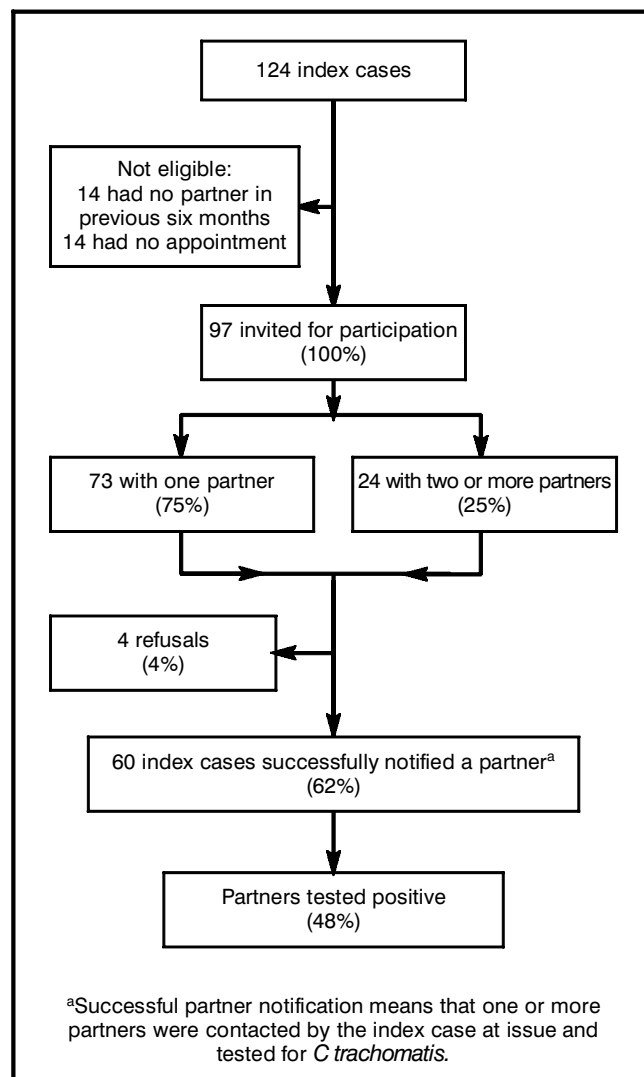 124 index cases
Not eligible:
14 had no partner in
previous six months
14 had no appointment
97 invited for participation
(100%)
73 with one partner
(75%)
24 with two or more partners
(25%)
4 refusals
(4%)
60 index cases successfully notified a partnerᵃ
(62%)
Partners tested positive
(48%)
ᵃSuccessful partner notification means that one or more
partners were contacted by the index case at issue and
tested for C trachomatis.